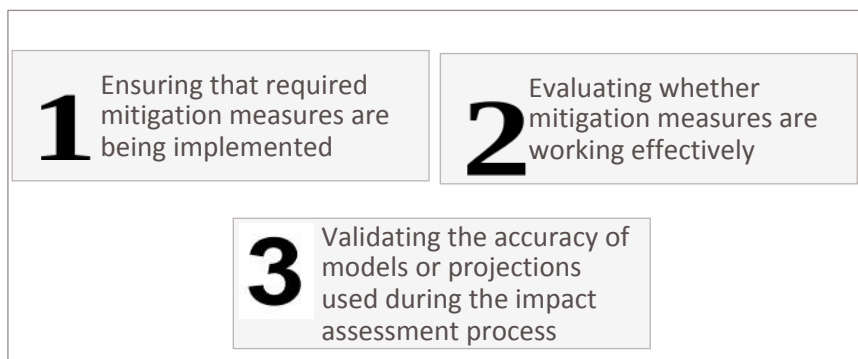 1
Ensuring that required
mitigation measures are
being implemented
2
Evaluating whether
mitigation measures are
working effectively
3
Validating the accuracy of
models or projections
used during the impact
assessment process